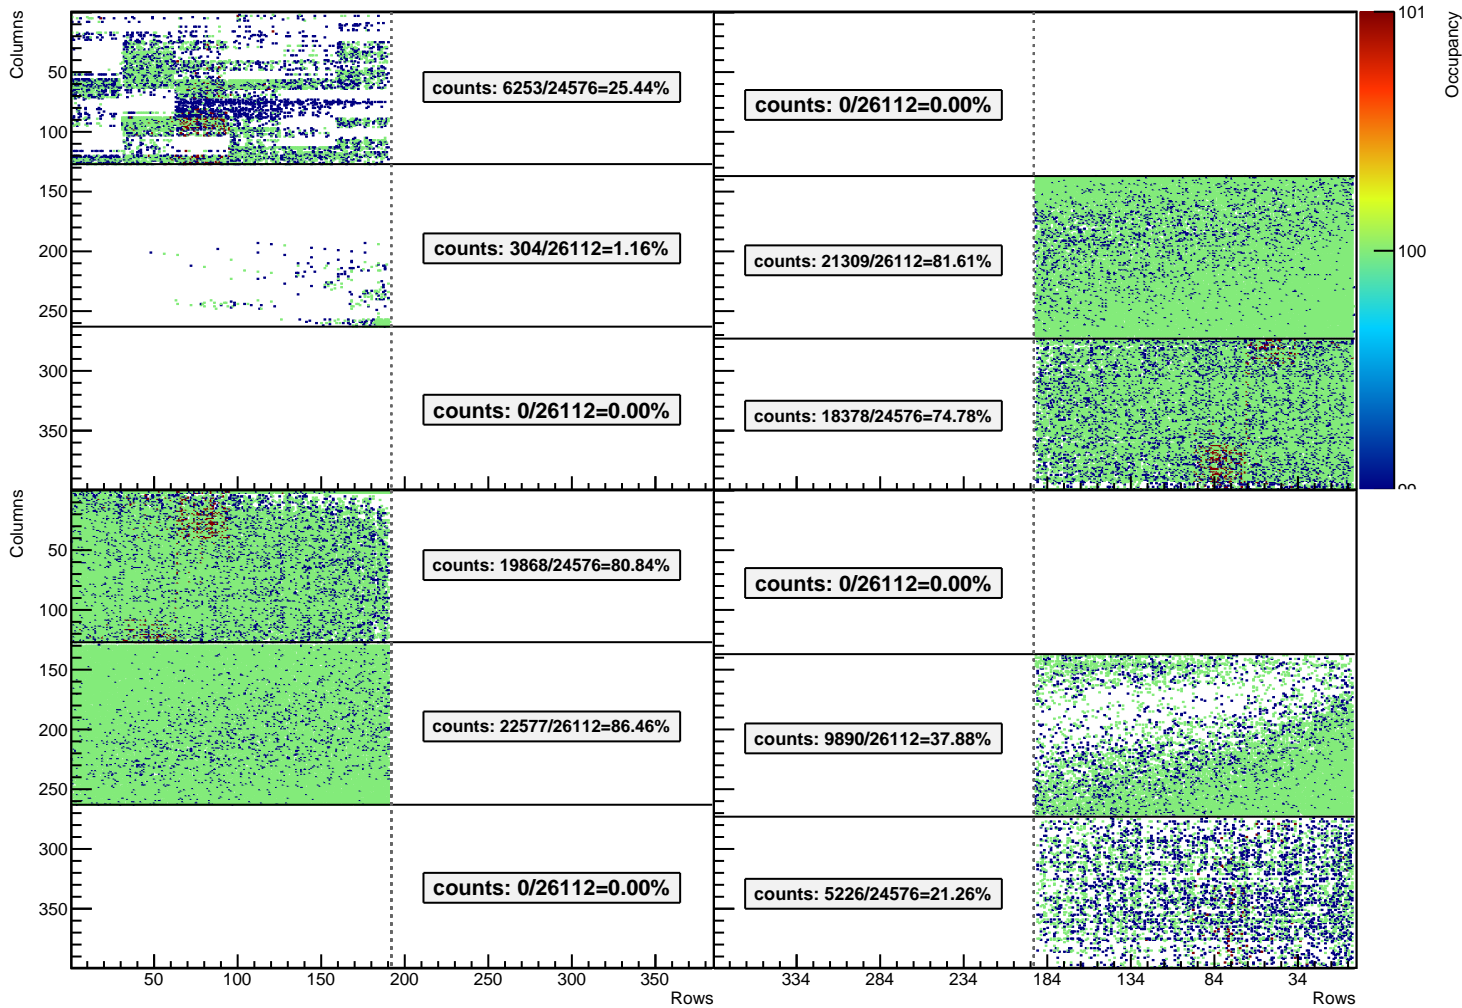 Columns
50
100
150
200
250
300
350
counts: 6253/24576=25.44%
counts: 304/26112=1.16%
counts: 0/26112=0.00%
counts: 0/26112=0.00%
counts: 21309/26112=81.61%
counts: 18378/24576=74.78%
101
100
Occupancy
Columns
50
100
150
200
250
300
350
counts: 19868/24576=80.84%
counts: 22577/26112=86.46%
counts: 0/26112=0.00%
counts: 0/26112=0.00%
counts: 9890/26112=37.88%
counts: 5226/24576=21.26%
50 100 150 200 250 300 350
Rows
334 284 234 184 134 84 34
Rows